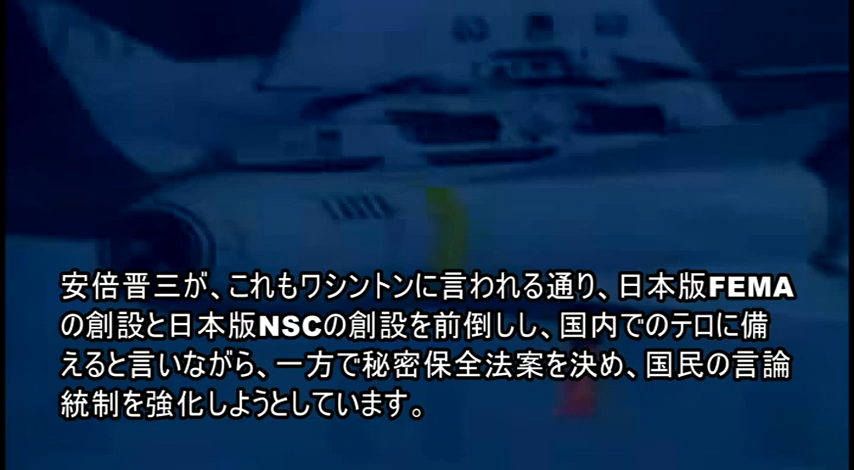 安倍晋三が、これもワシントンに言われる通り、日本版FEMA
の創設と日本版NSCの創設を前倒しし、国内でのテロに備
えると言いながら、一方で秘密保全法案を決め、国民の言論
統制を強化しようとしています。